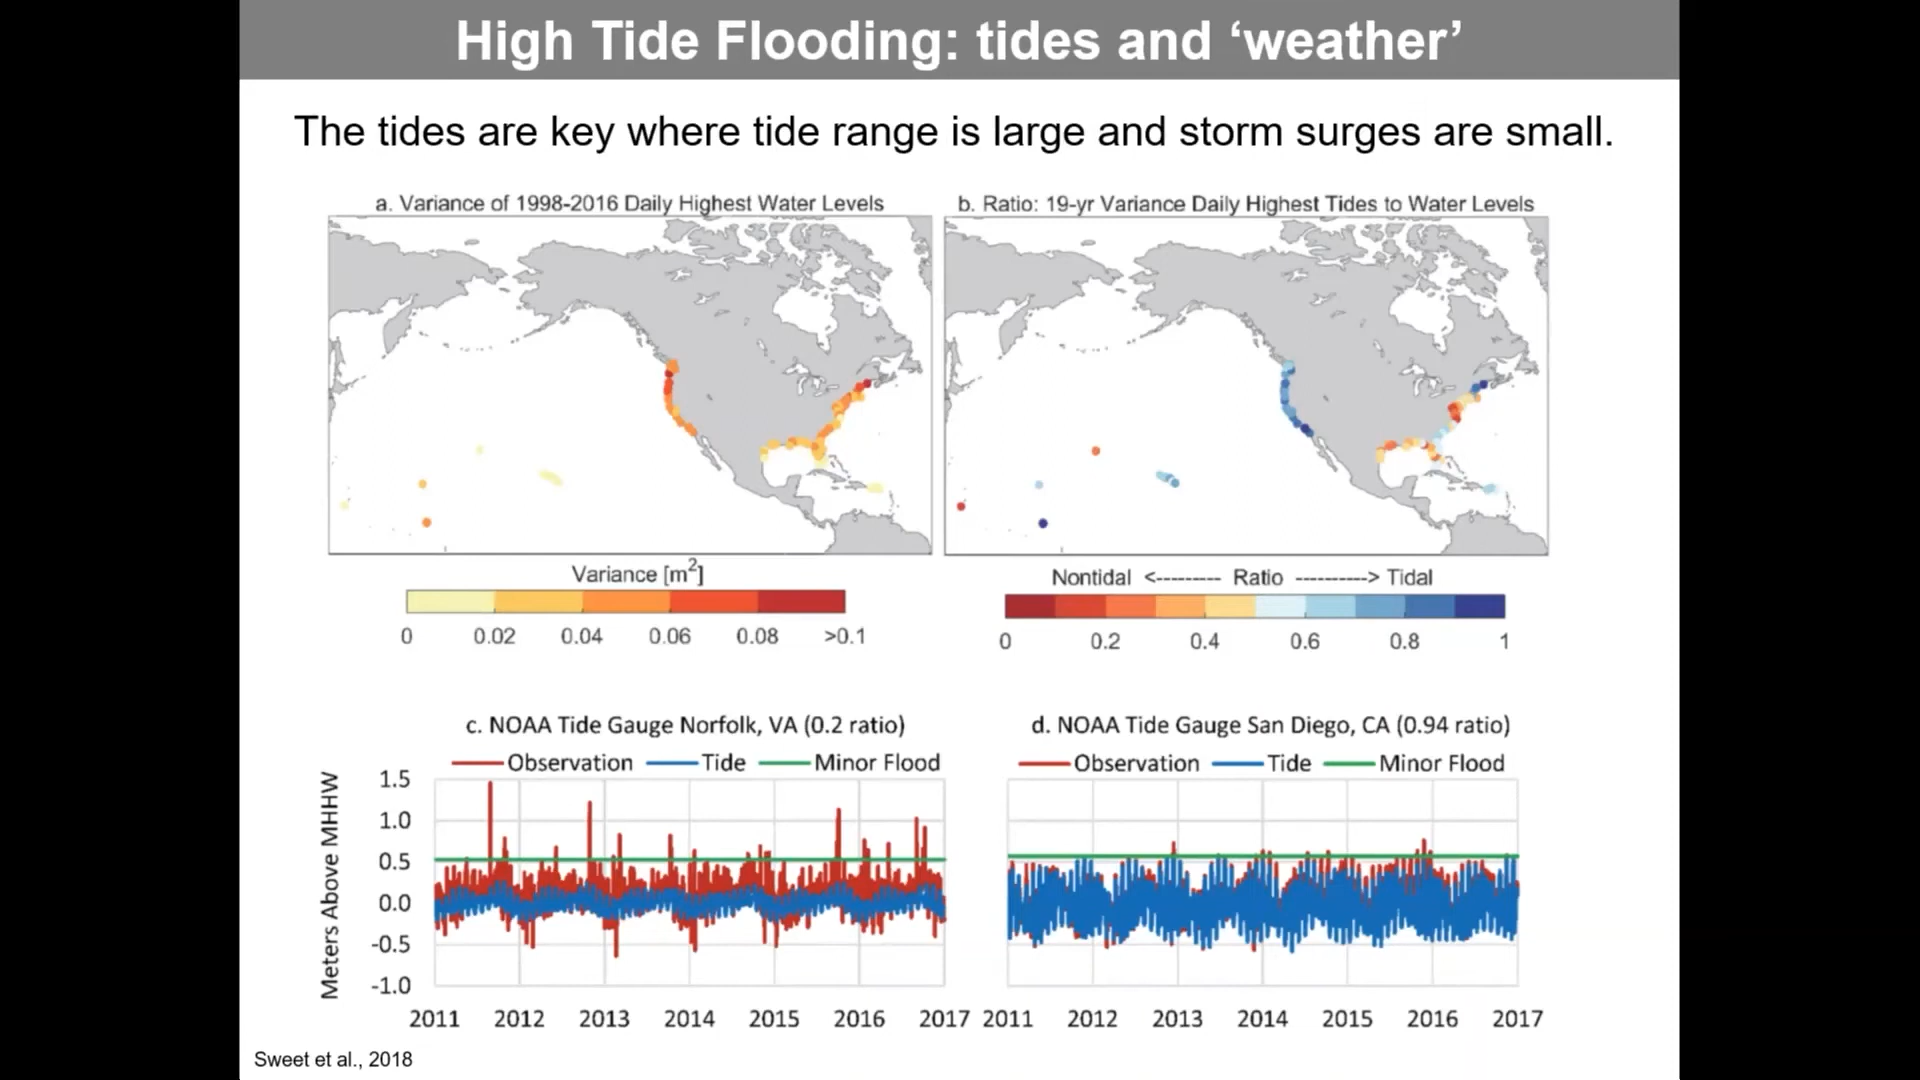 High Tide Flooding: tides and ‘weather’
The tides are key where tide range is large and storm surges are small.
a. Variance of 1998-2016 Daily Highest Water Levels
b. Ratio: 19-yr Variance Daily Highest Tides to Water Levels
Variance [m²]
0 0.02 0.04 0.06 0.08 >0.1
Nontidal <--------- Ratio ----------> Tidal
0 0.2 0.4 0.6 0.8 1
c. NOAA Tide Gauge Norfolk, VA (0.2 ratio)
Observation Tide Minor Flood
Meters Above MHHW
1.5
1.0
0.5
0.0
-0.5
-1.0
2011 2012 2013 2014 2015 2016 2017
d. NOAA Tide Gauge San Diego, CA (0.94 ratio)
Observation Tide Minor Flood
2011 2012 2013 2014 2015 2016 2017
Sweet et al., 2018